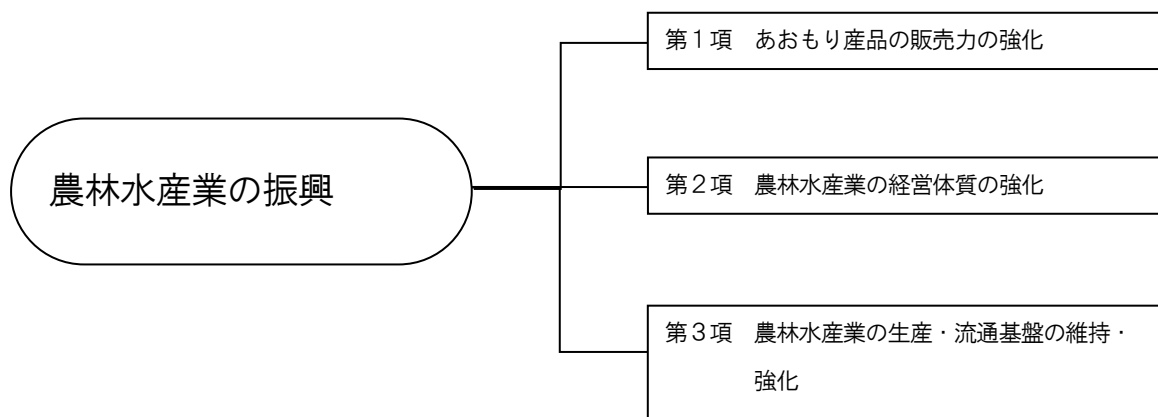 農林水産業の振興
第１項　あおもり産品の販売力の強化
第２項　農林水産業の経営体質の強化
第３項　農林水産業の生産・流通基盤の維持・
強化